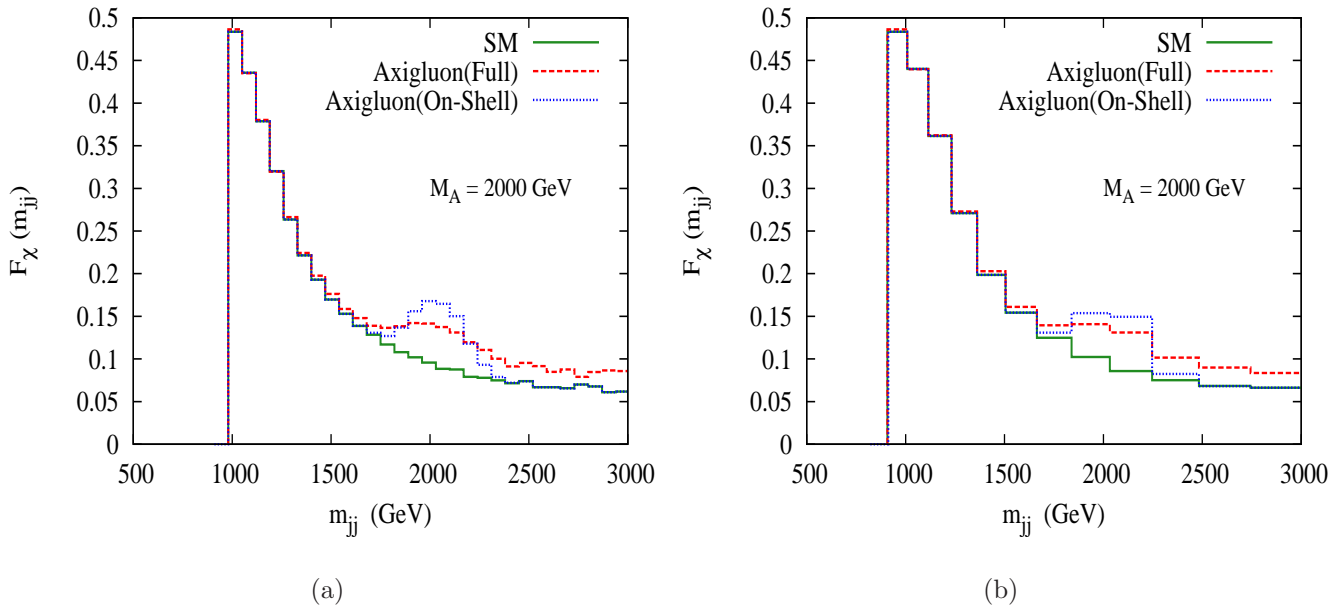 0.5
0.45
0.4
0.35
0.3
0.25
0.2
0.15
0.1
0.05
0
F_χ (m_jj)
SM
Axigluon(Full)
Axigluon(On-Shell)
M_A = 2000 GeV
500 1000 1500 2000 2500 3000
m_jj (GeV)
(a)
0.5
0.45
0.4
0.35
0.3
0.25
0.2
0.15
0.1
0.05
0
F_χ (m_jj)
SM
Axigluon(Full)
Axigluon(On-Shell)
M_A = 2000 GeV
500 1000 1500 2000 2500 3000
m_jj (GeV)
(b)